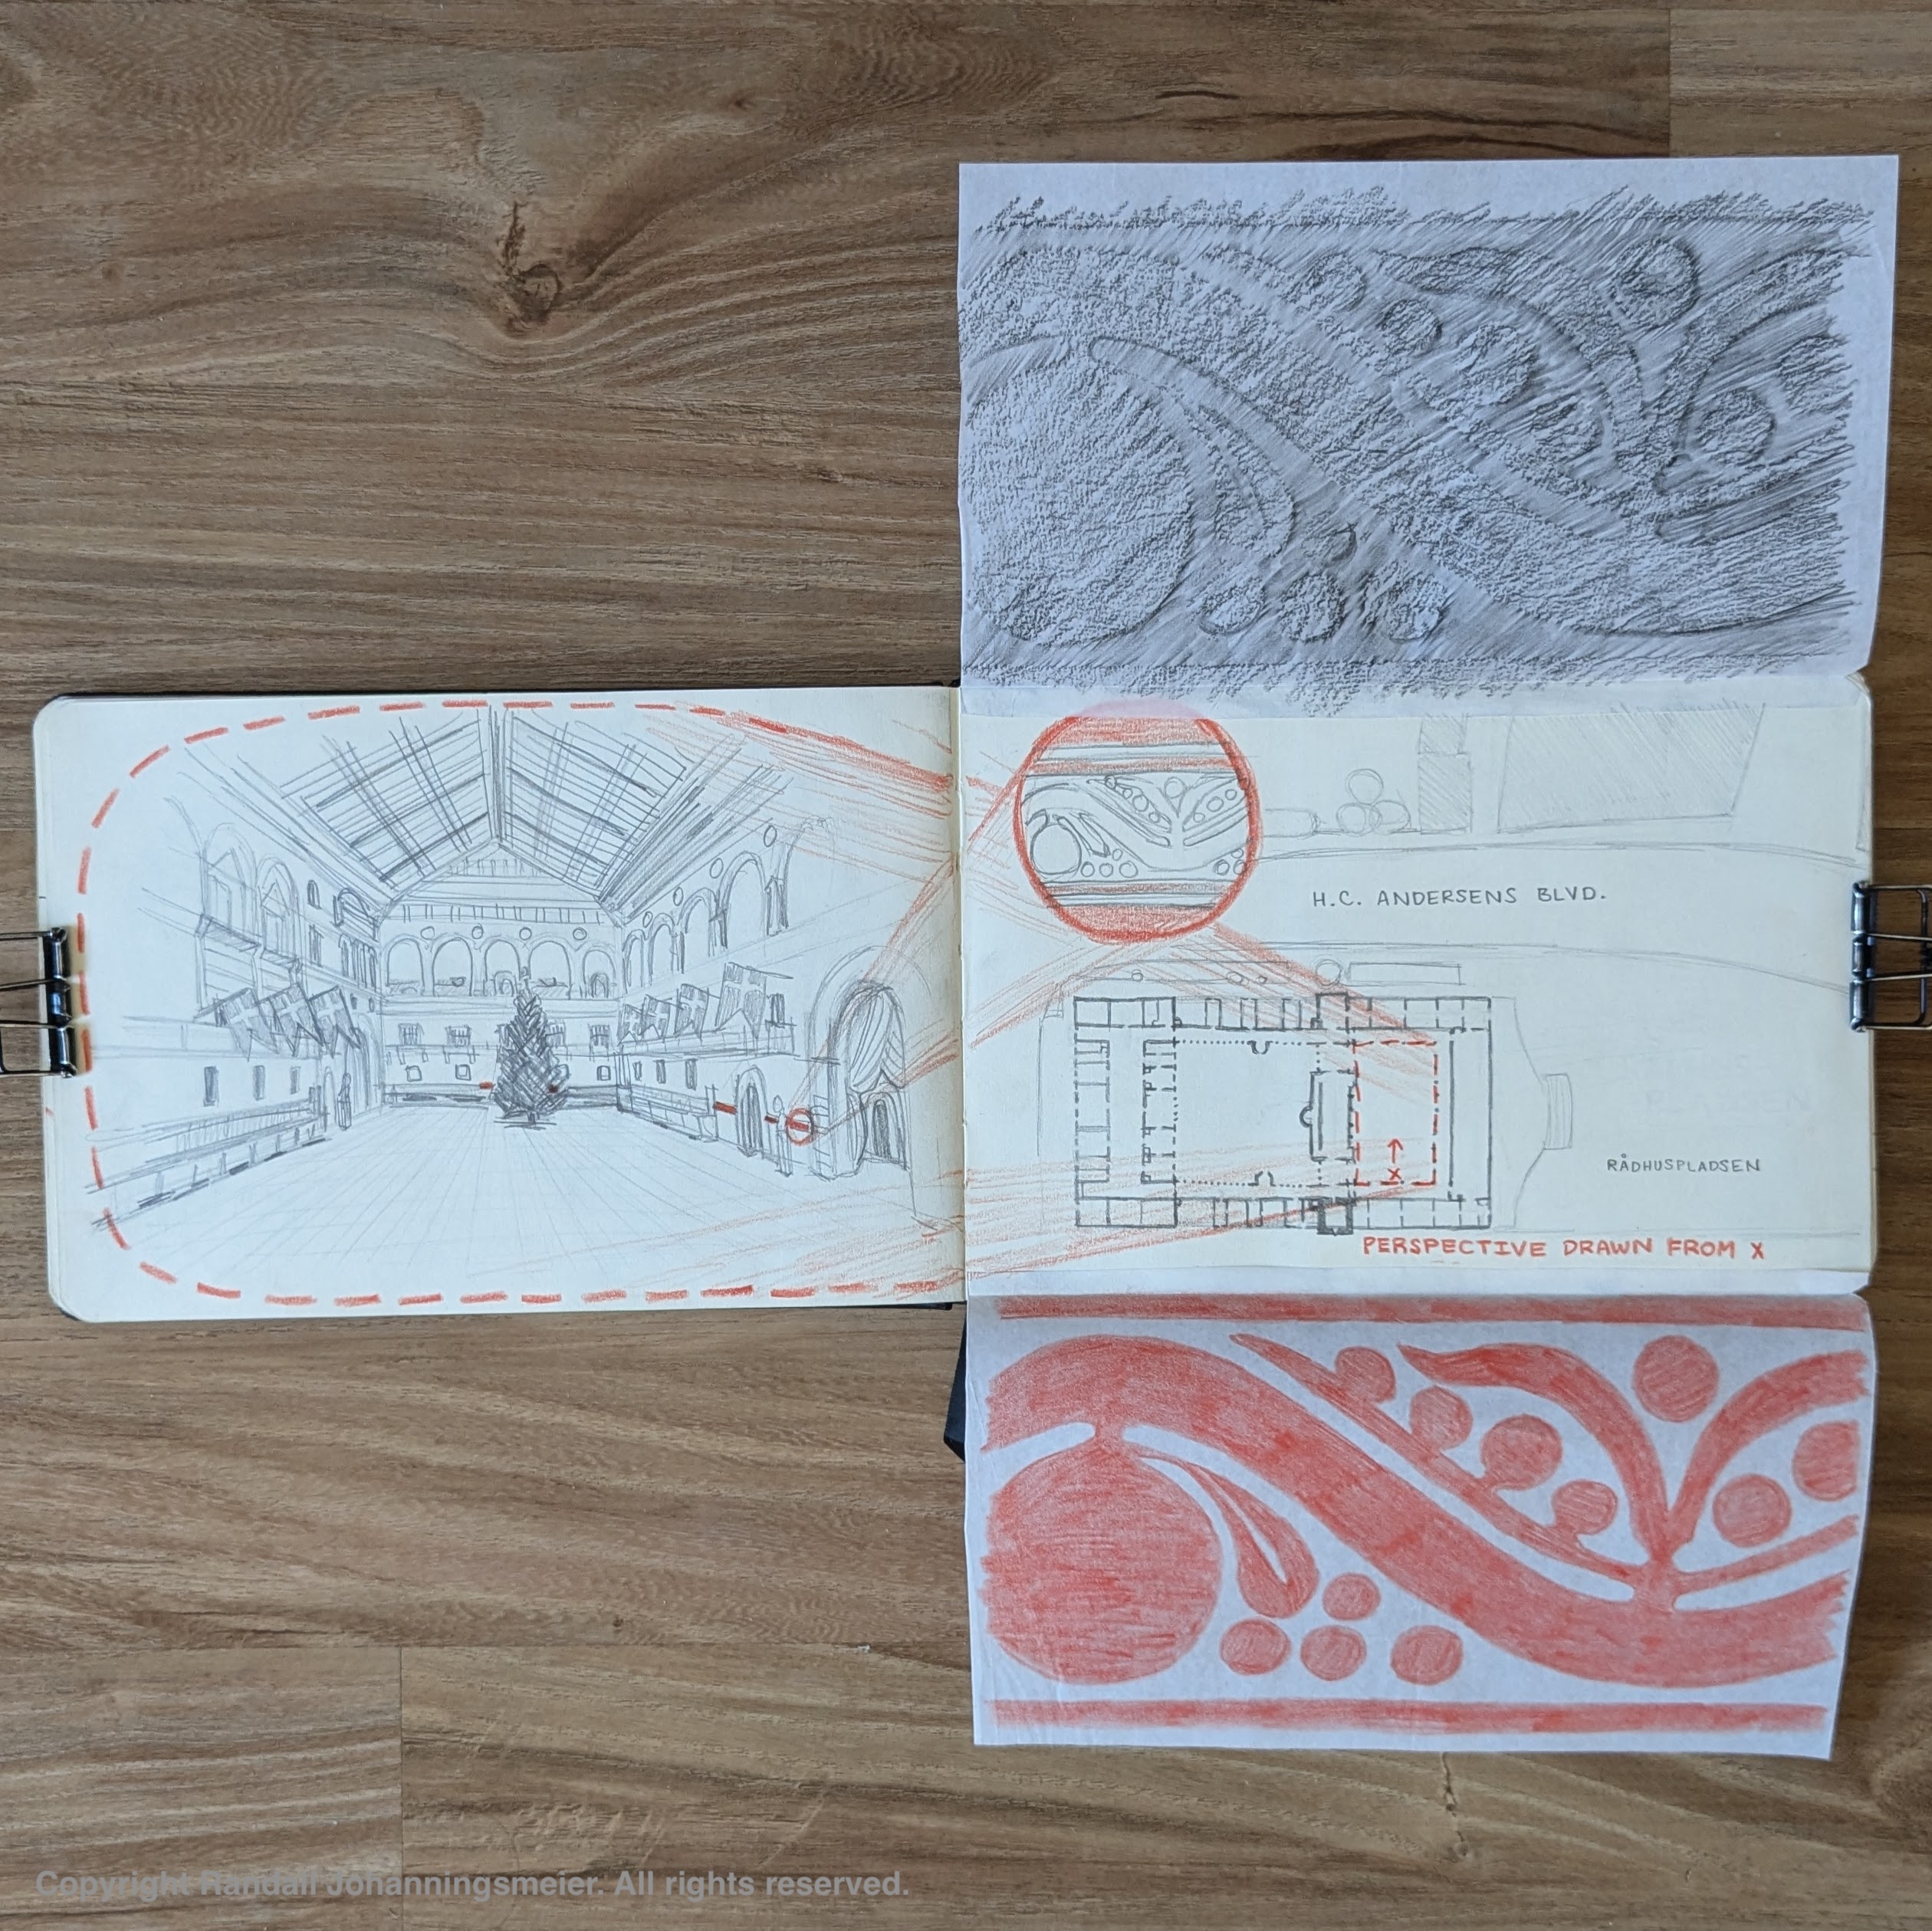 H.C. ANDERSENS BLVD.
RÅDHUSPLADSEN
X
PERSPECTIVE DRAWN FROM X
Copyright Randall Johanningsmeier. All rights reserved.